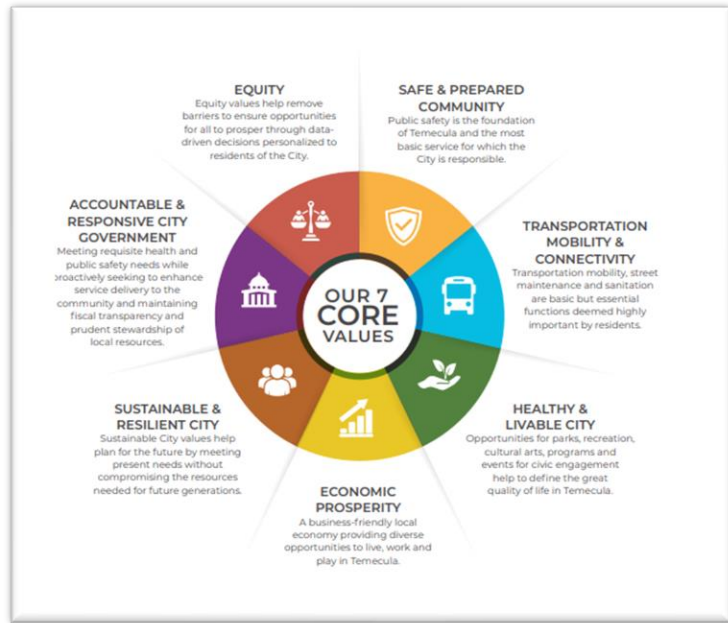 EQUITY
Equity values help remove
barriers to ensure opportunities
for all to prosper through data-
driven decisions personalized to
residents of the City.
SAFE & PREPARED
COMMUNITY
Public safety is the foundation
of Temecula and the most
basic service for which the
City is responsible.
ACCOUNTABLE &
RESPONSIVE CITY
GOVERNMENT
Meeting requisite health and
public safety needs while
proactively seeking to enhance
service delivery to the
community and maintaining
fiscal transparency and
prudent stewardship of
local resources.
TRANSPORTATION
MOBILITY &
CONNECTIVITY
Transportation mobility, street
maintenance and sanitation
are basic but essential
functions deemed highly
important by residents.
OUR 7
CORE
VALUES
SUSTAINABLE &
RESILIENT CITY
Sustainable City values help
plan for the future by meeting
present needs without
compromising the resources
needed for future generations.
HEALTHY &
LIVABLE CITY
Opportunities for parks, recreation,
cultural arts, programs and
events for civic engagement
help to define the great
quality of life in Temecula.
ECONOMIC
PROSPERITY
A business-friendly local
economy providing diverse
opportunities to live, work and
play in Temecula.